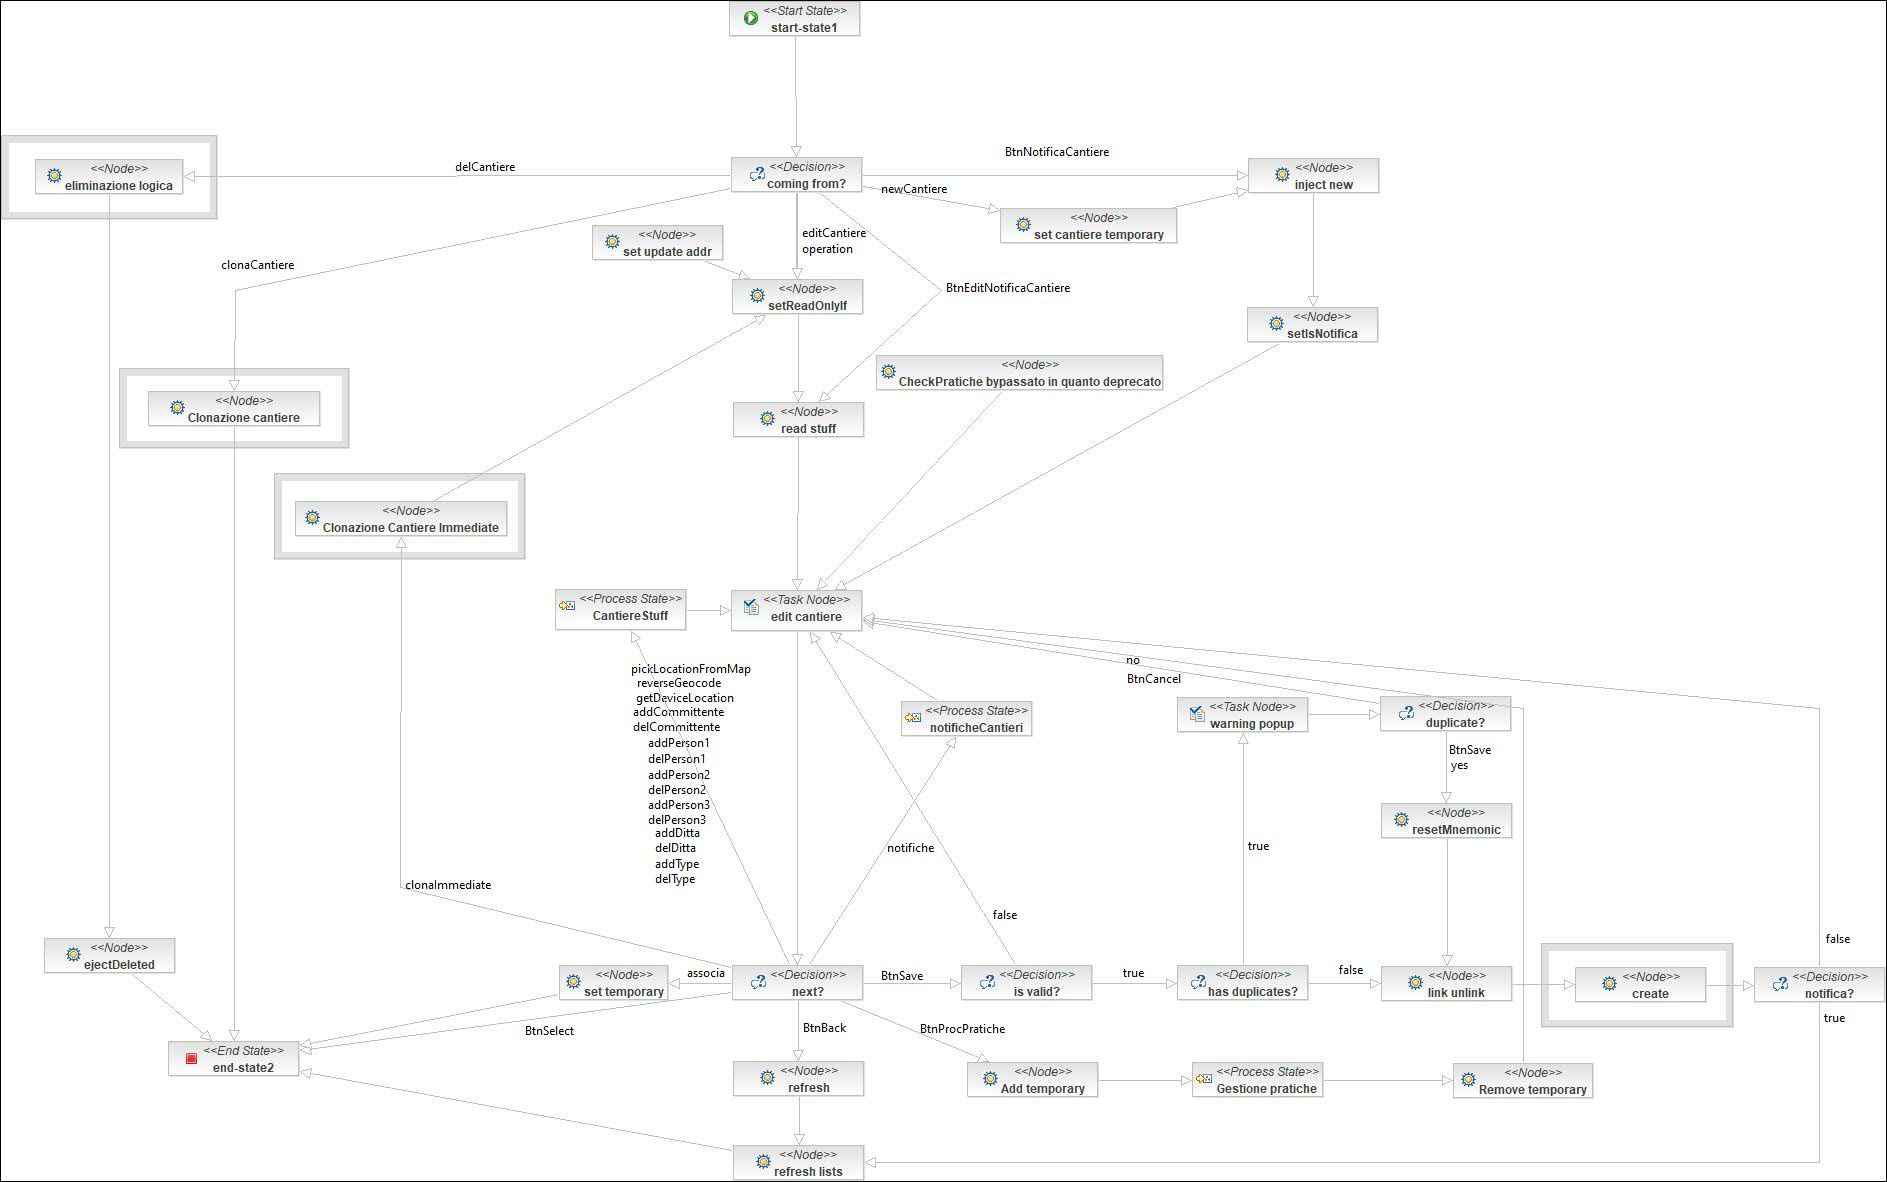 <<Start State>>
start-state1
BtnNotificaCantiere
delCantiere
<<Node>>
eliminazione logica
<<Decision>>
coming from?
<<Node>>
inject new
newCantiere
<<Node>>
set cantiere temporary
<<Node>>
set update addr
editCantiere
operation
clonaCantiere
BtnEditNotificaCantiere
<<Node>>
setReadOnlyIf
<<Node>>
setIsNotifica
<<Node>>
CheckPratiche bypassato in quanto deprecato
<<Node>>
Clonazione cantiere
<<Node>>
read stuff
<<Node>>
Clonazione Cantiere Immediate
<<Process State>>
CantiereStuff
<<Task Node>>
edit cantiere
no
BtnCancel
pickLocationFromMap
reverseGeocode
getDeviceLocation
addCommittente
delCommittente
addPerson1
delPerson1
addPerson2
delPerson2
addPerson3
delPerson3
addDitta
delDitta
addType
delType
<<Process State>>
notificheCantieri
<<Task Node>>
warning popup
<<Decision>>
duplicate?
BtnSave
yes
<<Node>>
resetMnemonic
notifiche
true
clonaImmediate
false
false
<<Node>>
ejectDeleted
associa
<<Node>>
set temporary
<<Decision>>
next?
BtnSave
<<Decision>>
is valid?
true
<<Decision>>
has duplicates?
false
<<Node>>
link unlink
<<Node>>
create
<<Decision>>
notifica?
true
BtnSelect
BtnBack
BtnProcPratiche
<<End State>>
end-state2
<<Node>>
refresh
<<Node>>
Add temporary
<<Process State>>
Gestione pratiche
<<Node>>
Remove temporary
<<Node>>
refresh lists